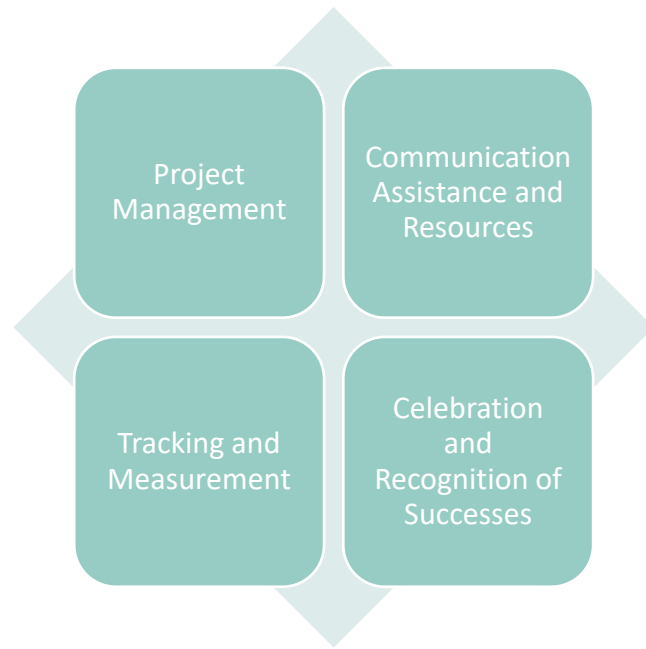 Project
Management
Communication
Assistance and
Resources
Tracking and
Measurement
Celebration
and
Recognition of
Successes